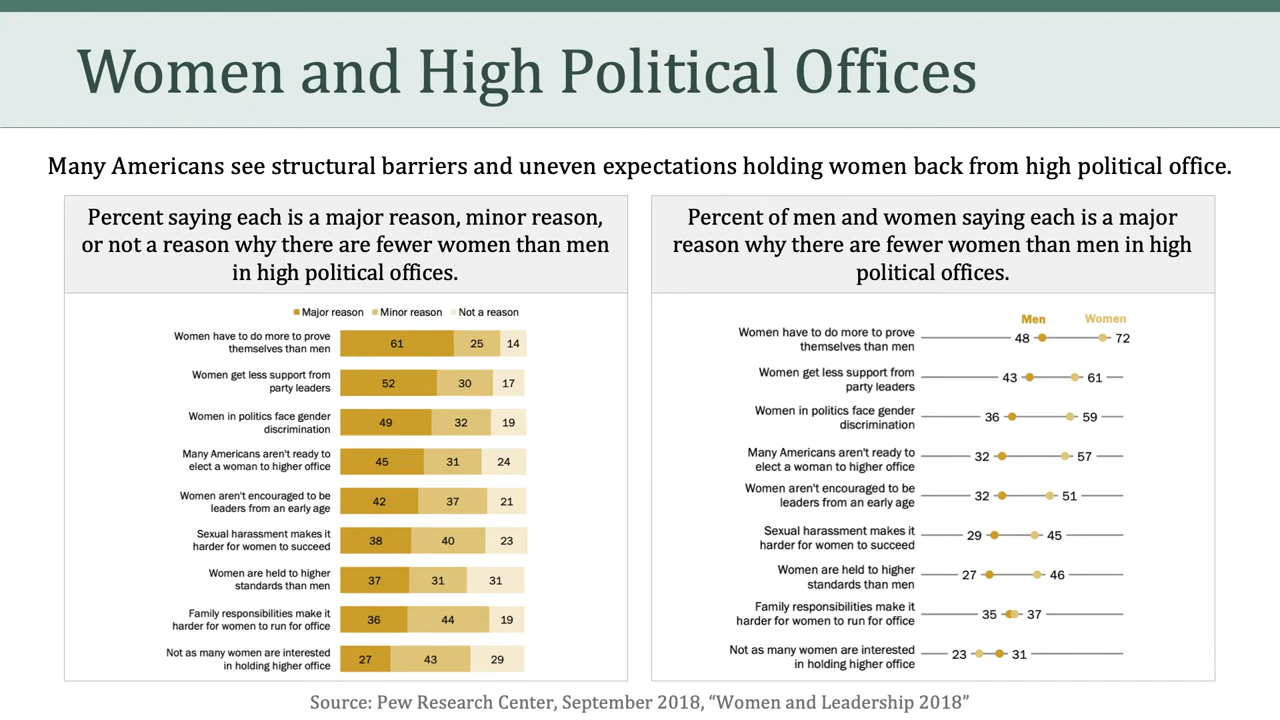 Women and High Political Offices
Many Americans see structural barriers and uneven expectations holding women back from high political office.
Percent saying each is a major reason, minor reason,
or not a reason why there are fewer women than men
in high political offices.
Major reason Minor reason Not a reason
Women have to do more to prove
themselves than men
61 25 14
Women get less support from
party leaders
52 30 17
Women in politics face gender
discrimination
49 32 19
Many Americans aren't ready to
elect a woman to higher office
45 31 24
Women aren't encouraged to be
leaders from an early age
42 37 21
Sexual harassment makes it
harder for women to succeed
38 40 23
Women are held to higher
standards than men
37 31 31
Family responsibilities make it
harder for women to run for office
36 44 19
Not as many women are interested
in holding higher office
27 43 29
Percent of men and women saying each is a major
reason why there are fewer women than men in high
political offices.
Men Women
Women have to do more to prove
themselves than men
48 72
Women get less support from
party leaders
43 61
Women in politics face gender
discrimination
36 59
Many Americans aren't ready to
elect a woman to higher office
32 57
Women aren't encouraged to be
leaders from an early age
32 51
Sexual harassment makes it
harder for women to succeed
29 45
Women are held to higher
standards than men
27 46
Family responsibilities make it
harder for women to run for office
35 37
Not as many women are interested
in holding higher office
23 31
Source: Pew Research Center, September 2018, “Women and Leadership 2018”